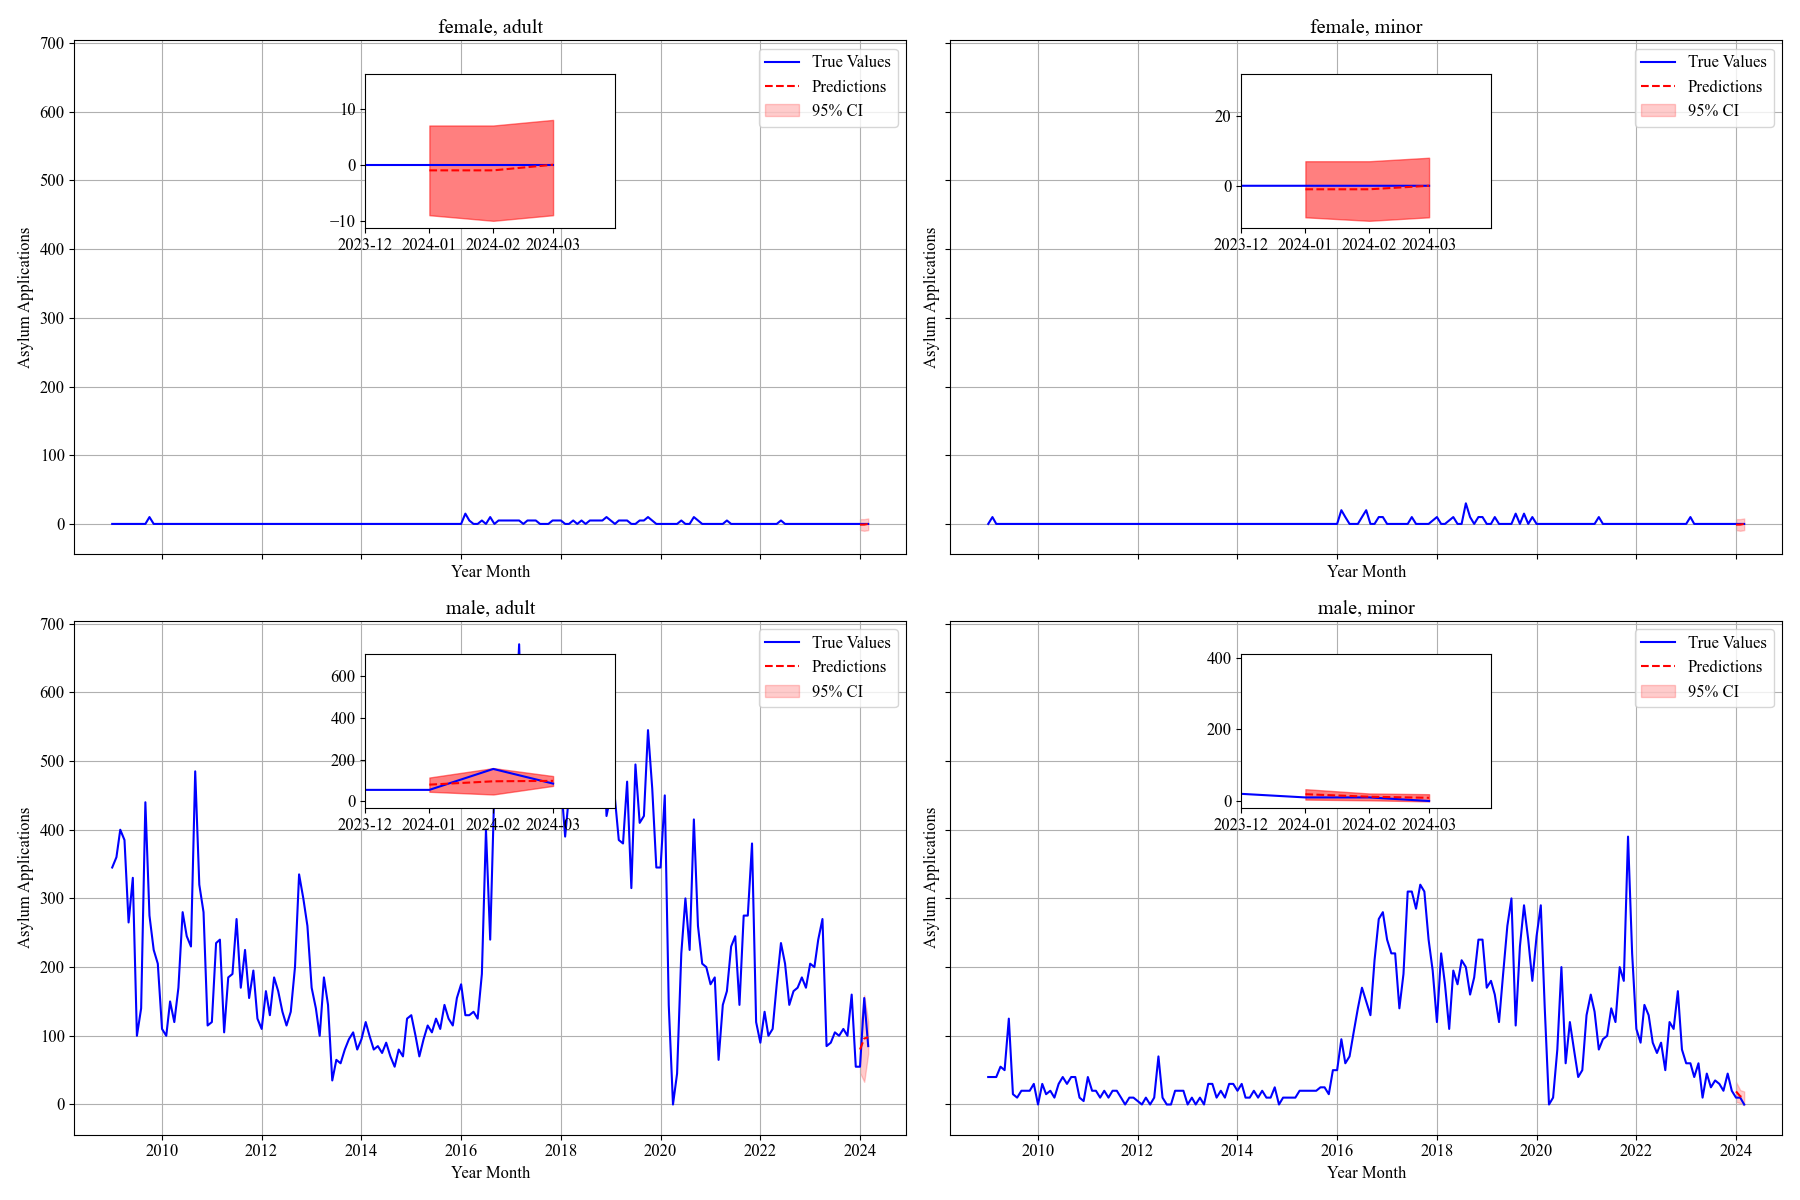 female, adult
700
600
500
400
300
200
100
0
Asylum Applications
Year Month
True Values
Predictions
95% CI
10
0
−10
2023-12 2024-01 2024-02 2024-03
female, minor
Asylum Applications
Year Month
True Values
Predictions
95% CI
20
0
2023-12 2024-01 2024-02 2024-03
male, adult
700
600
500
400
300
200
100
0
Asylum Applications
2010 2012 2014 2016 2018 2020 2022 2024
Year Month
True Values
Predictions
95% CI
600
400
200
0
2023-12 2024-01 2024-02 2024-03
male, minor
Asylum Applications
2010 2012 2014 2016 2018 2020 2022 2024
Year Month
True Values
Predictions
95% CI
400
200
0
2023-12 2024-01 2024-02 2024-03